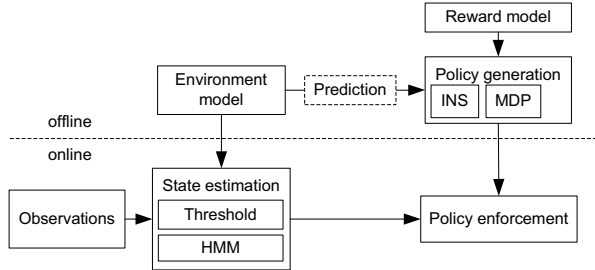 Reward model
Environment
model
Prediction
Policy generation
INS
MDP
offline
online
Observations
State estimation
Threshold
HMM
Policy enforcement